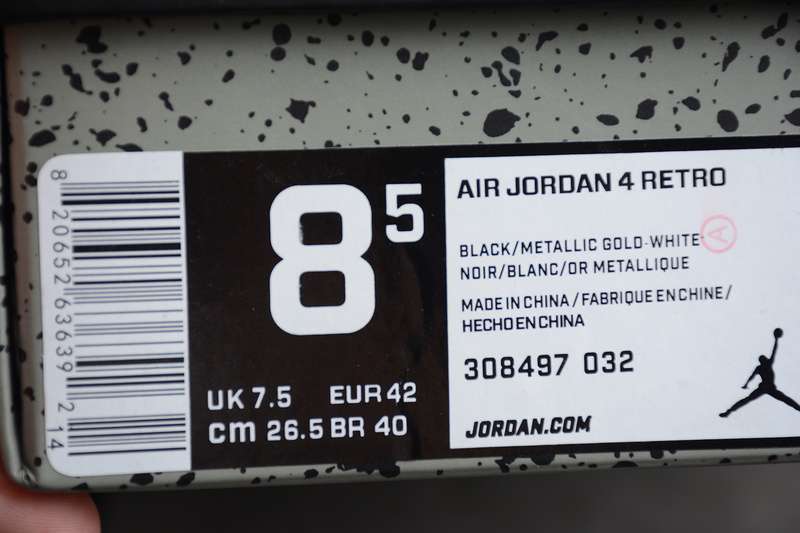 8 20652 63639 2 14
8 5
UK 7.5 EUR 42
cm 26.5 BR 40
AIR JORDAN 4 RETRO
BLACK/METALLIC GOLD-WHITE-
NOIR/BLANC/OR METALLIQUE
A
MADE IN CHINA / FABRIQUE EN CHINE /
HECHO EN CHINA
308497 032
JORDAN.COM